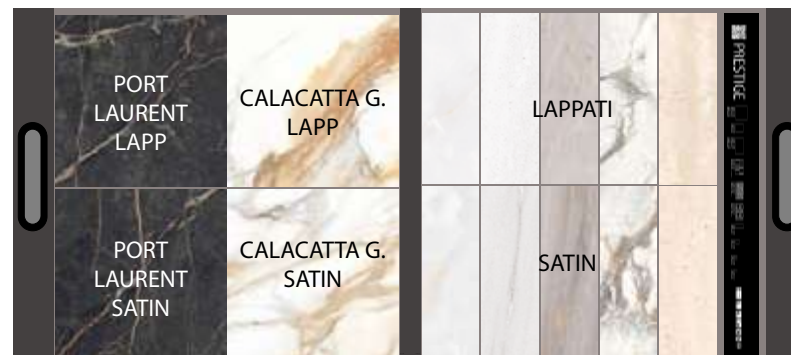 PORT
LAURENT
LAPP
CALACATTA G.
LAPP
PORT
LAURENT
SATIN
CALACATTA G.
SATIN
LAPPATI
SATIN
PRESTIGE